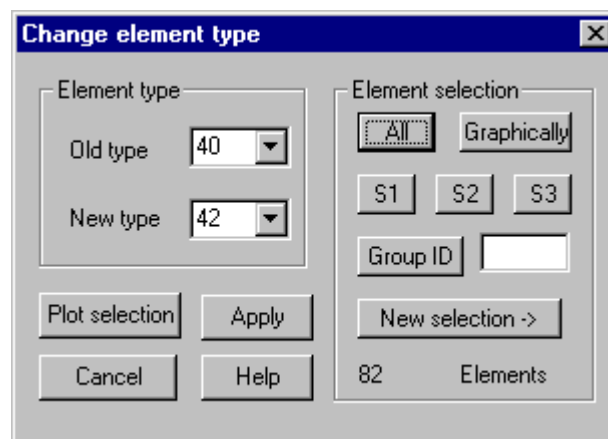 Change element type
Element type
Old type 40
New type 42
Plot selection Apply
Cancel Help
Element selection
All Graphically
S1 S2 S3
Group ID
New selection ->
82 Elements